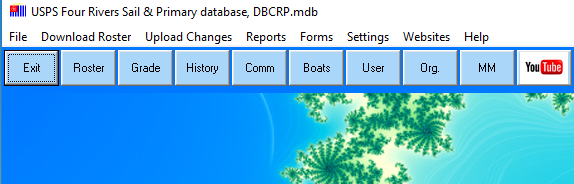 USPS Four Rivers Sail & Primary database, DBCRP.mdb
File Download Roster Upload Changes Reports Forms Settings Websites Help
Exit Roster Grade History Comm Boats User Org. MM YouTube